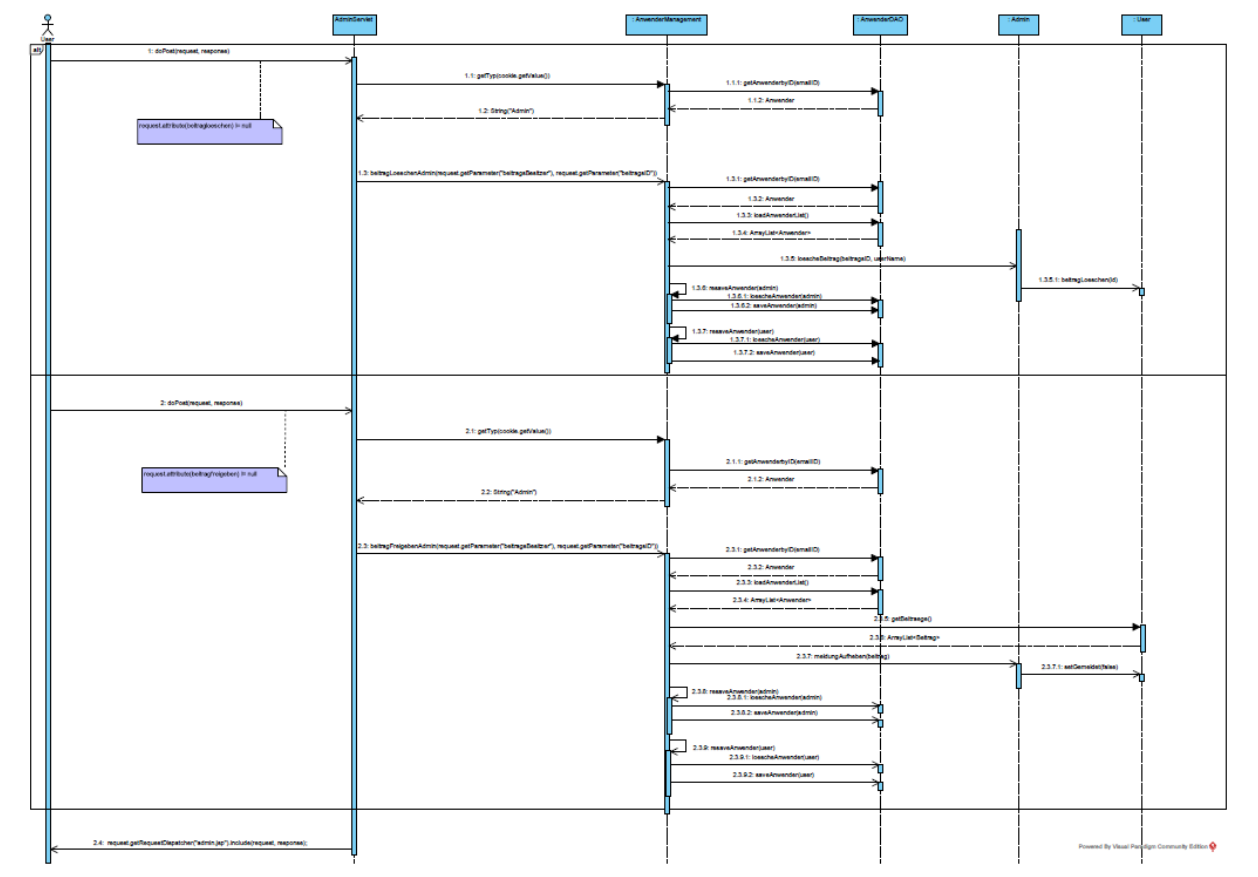 AdminServlet
: AnwenderManagement
: AnwenderDAO
: Admin
: User
User
alt
1: doPost(request, response)
1.1: getTyp(cookie.getValue())
1.1.1: getAnwenderbyID(emailID)
1.1.2: Anwender
1.2: String("Admin")
request.attribute(beitragloeschen) != null
1.3: beitragLoeschenAdmin(request.getParameter("beitragsBesitzer"), request.getParameter("beitragsID"))
1.3.1: getAnwenderbyID(emailID)
1.3.2: Anwender
1.3.3: loadAnwenderList()
1.3.4: ArrayList<Anwender>
1.3.5: loescheBeitrag(beitragsID, userName)
1.3.5.1: beitragLoeschen(id)
1.3.6: resaveAnwender(admin)
1.3.6.1: loescheAnwender(admin)
1.3.6.2: saveAnwender(admin)
1.3.7: resaveAnwender(user)
1.3.7.1: loescheAnwender(user)
1.3.7.2: saveAnwender(user)
2: doPost(request, response)
2.1: getTyp(cookie.getValue())
2.1.1: getAnwenderbyID(emailID)
2.1.2: Anwender
request.attribute(beitragfreigeben) != null
2.2: String("Admin")
2.3: beitragFreigebenAdmin(request.getParameter("beitragsBesitzer"), request.getParameter("beitragsID"))
2.3.1: getAnwenderbyID(emailID)
2.3.2: Anwender
2.3.3: loadAnwenderList()
2.3.4: ArrayList<Anwender>
2.3.5: getBeitraege()
2.3.6: ArrayList<Beitrag>
2.3.7: meldungAufheben(beitrag)
2.3.7.1: setGemeldet(false)
2.3.8: resaveAnwender(admin)
2.3.8.1: loescheAnwender(admin)
2.3.8.2: saveAnwender(admin)
2.3.9: resaveAnwender(user)
2.3.9.1: loescheAnwender(user)
2.3.9.2: saveAnwender(user)
2.4: request.getRequestDispatcher("admin.jsp").include(request, response);
Powered By Visual Paradigm Community Edition